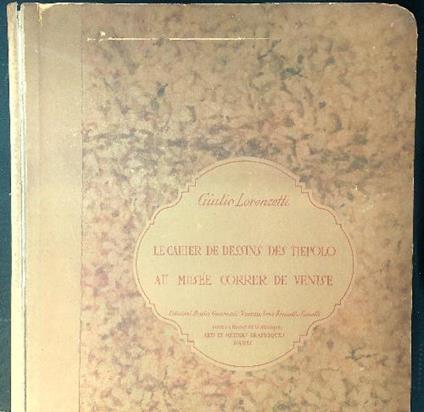 Giulio Lorenzetti
LE CAHIER DE DESSINS DES TIEPOLO
AU MUSÉE CORRER DE VENISE
ARTS ET MÉTIERS GRAPHIQUES
PARIS